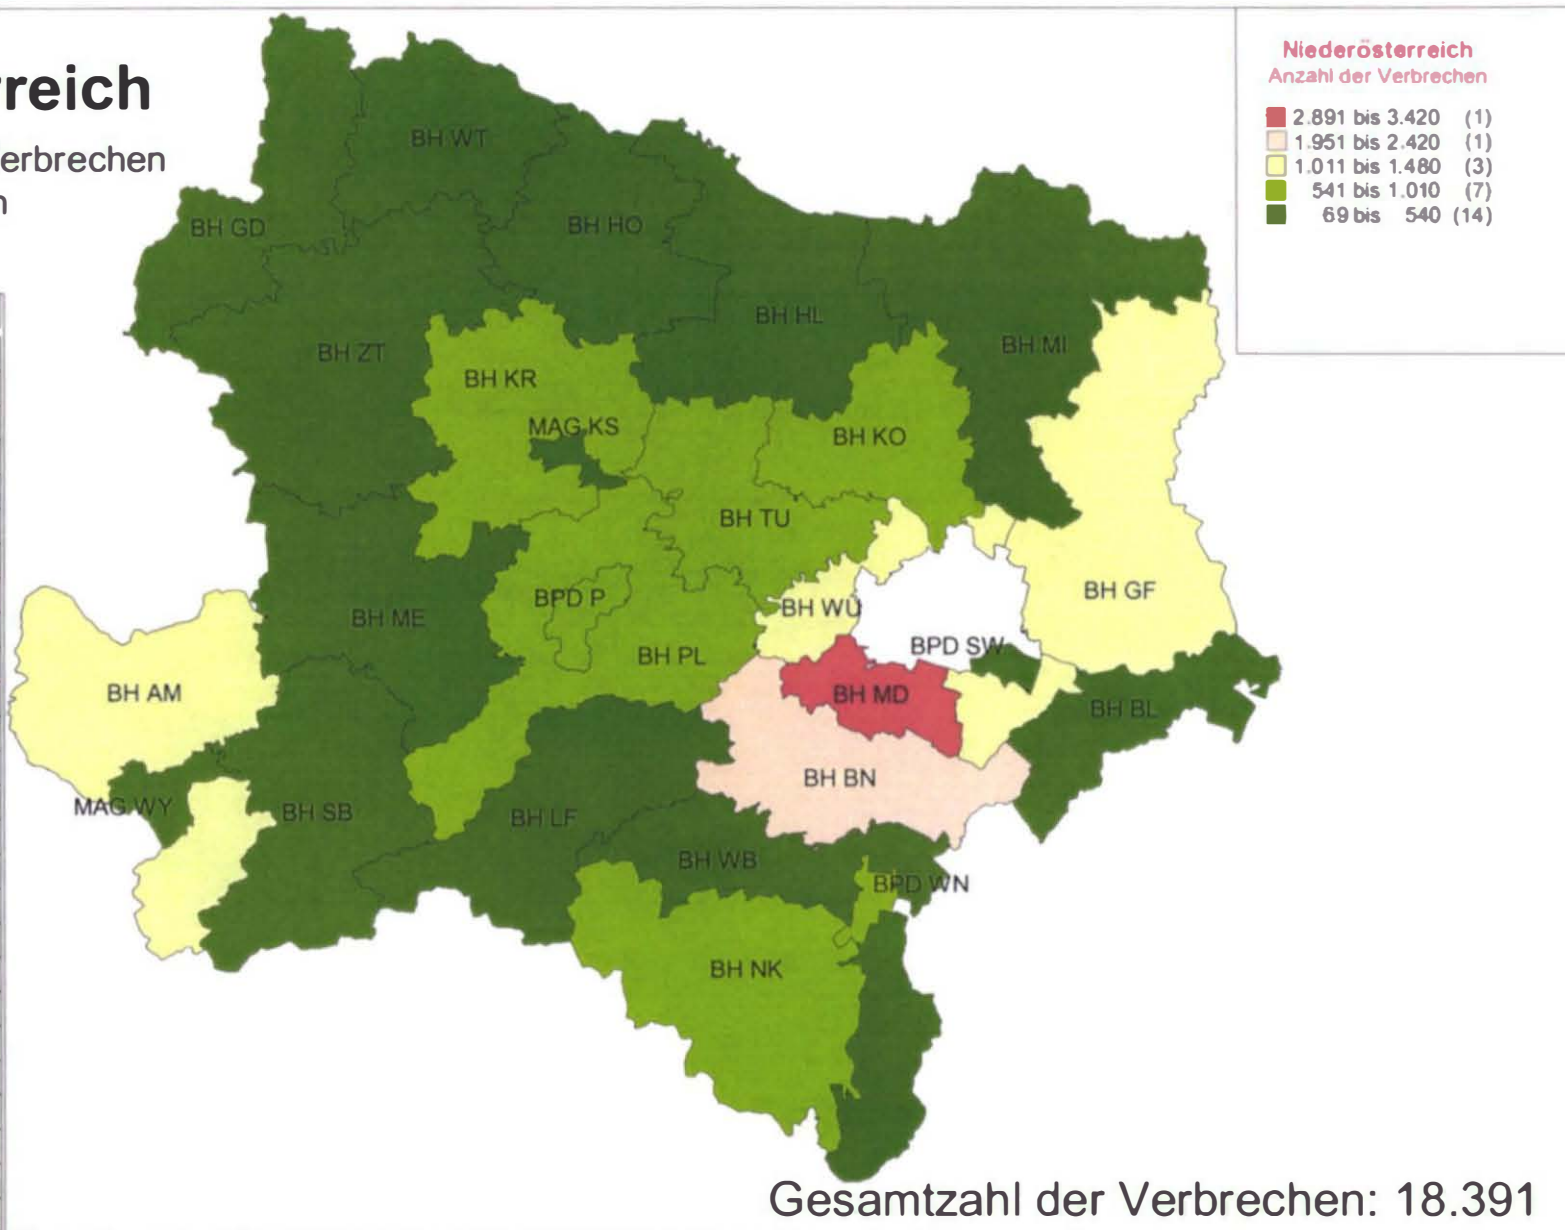 rreich
erbrechen
n
Niederösterreich
Anzahl der Verbrechen
2.891 bis 3.420 (1)
1.951 bis 2.420 (1)
1.011 bis 1.480 (3)
541 bis 1.010 (7)
69 bis 540 (14)
BH WT
BH GD
BH HO
BH HL
BH ZT
BH MI
BH KR
MAG KS
BH KO
BH TU
BH GF
BPD P
BH WU
BH ME
BPD SW
BH PL
BH AM
BH MD
BH BL
BH BN
MAG WY
BH SB
BH LF
BH WB
BPD WN
BH NK
Gesamtzahl der Verbrechen: 18.391